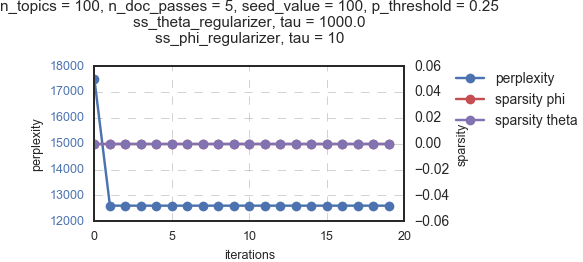 n_topics = 100, n_doc_passes = 5, seed_value = 100, p_threshold = 0.25
ss_theta_regularizer, tau = 1000.0
ss_phi_regularizer, tau = 10
18000
17000
16000
15000
14000
13000
12000
perplexity
0.06
0.04
0.02
0.00
−0.02
−0.04
−0.06
sparsity
perplexity
sparsity phi
sparsity theta
0
5
10
15
20
iterations